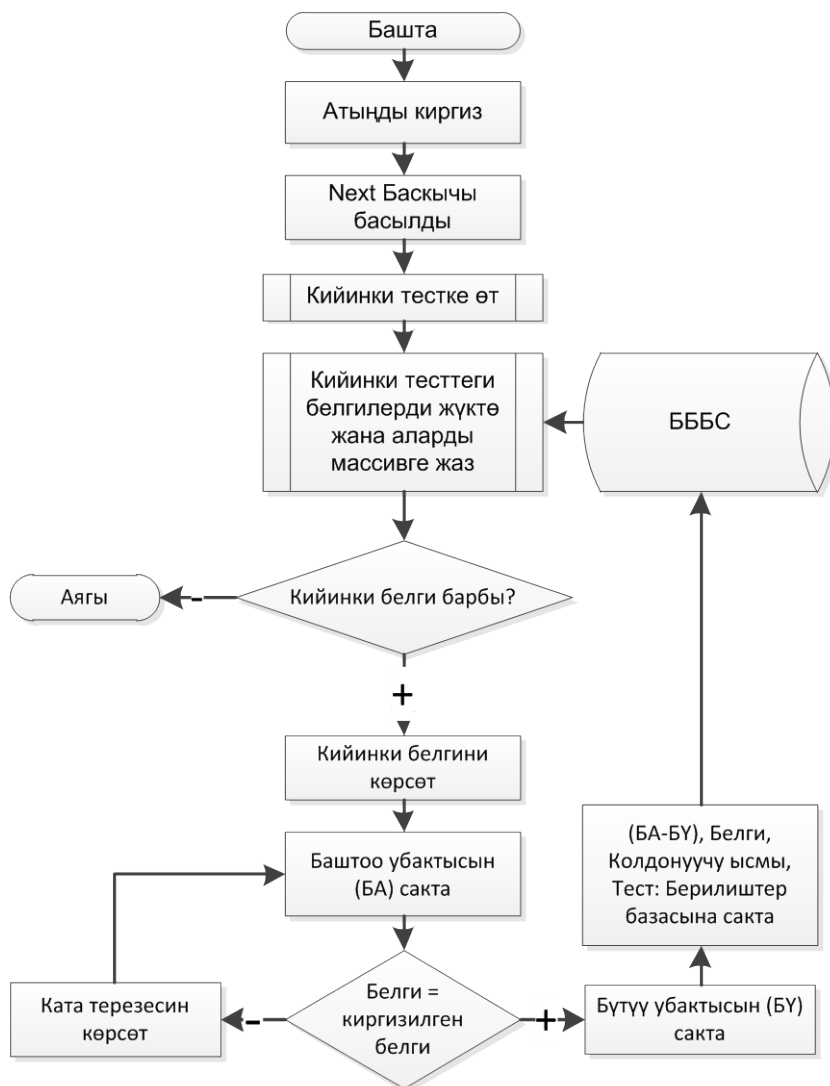 Башта
Атыңды киргиз
Next Баскычы
басылды
Кийинки тестке өт
Кийинки тесттеги
белгилерди жүктө
жана аларды
массивге жаз
БББС
Кийинки белги барбы?
-
Аягы
+
Кийинки белгини
көрсөт
Баштоо убактысын
(БА) сакта
Белги =
киргизилген
белги
-
Ката терезесин
көрсөт
+
Бүтүү убактысын (БҮ)
сакта
(БА-БҮ), Белги,
Колдонуучу ысмы,
Тест: Берилиштер
базасына сакта